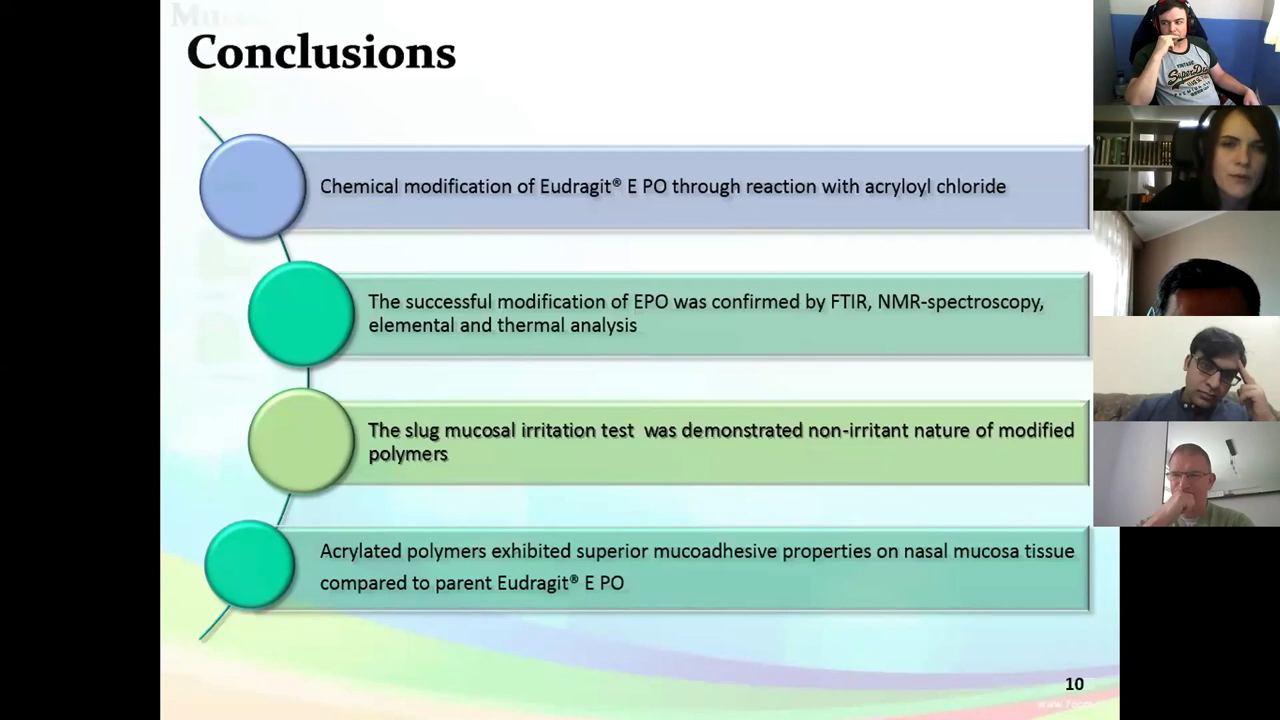 Conclusions
Chemical modification of Eudragit® E PO through reaction with acryloyl chloride
The successful modification of EPO was confirmed by FTIR, NMR-spectroscopy,
elemental and thermal analysis
The slug mucosal irritation test was demonstrated non-irritant nature of modified
polymers
Acrylated polymers exhibited superior mucoadhesive properties on nasal mucosa tissue
compared to parent Eudragit® E PO
10
VINTAGE
SuperDry